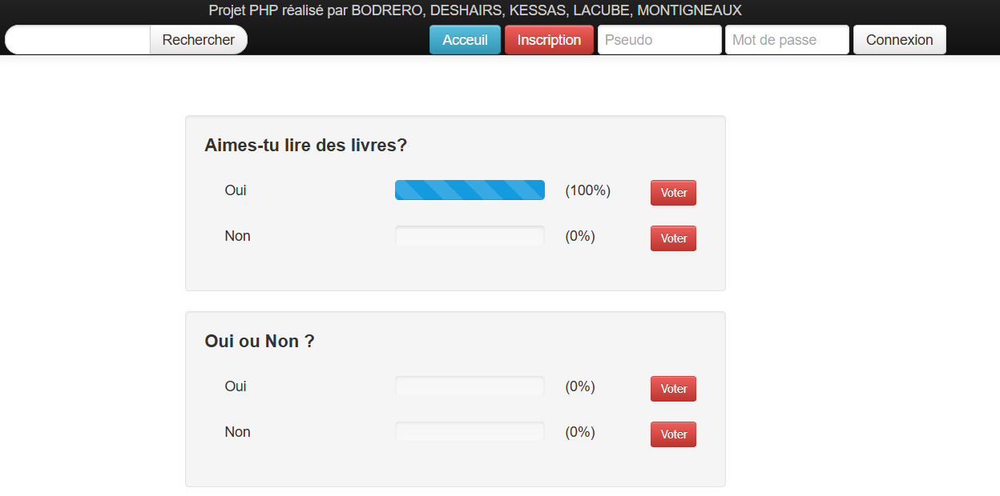 Projet PHP réalisé par BODRERO, DESHAIRS, KESSAS, LACUBE, MONTIGNEAUX
Rechercher Acceuil Inscription Pseudo Mot de passe Connexion
Aimes-tu lire des livres?
Oui (100%) Voter
Non (0%) Voter
Oui ou Non ?
Oui (0%) Voter
Non (0%) Voter